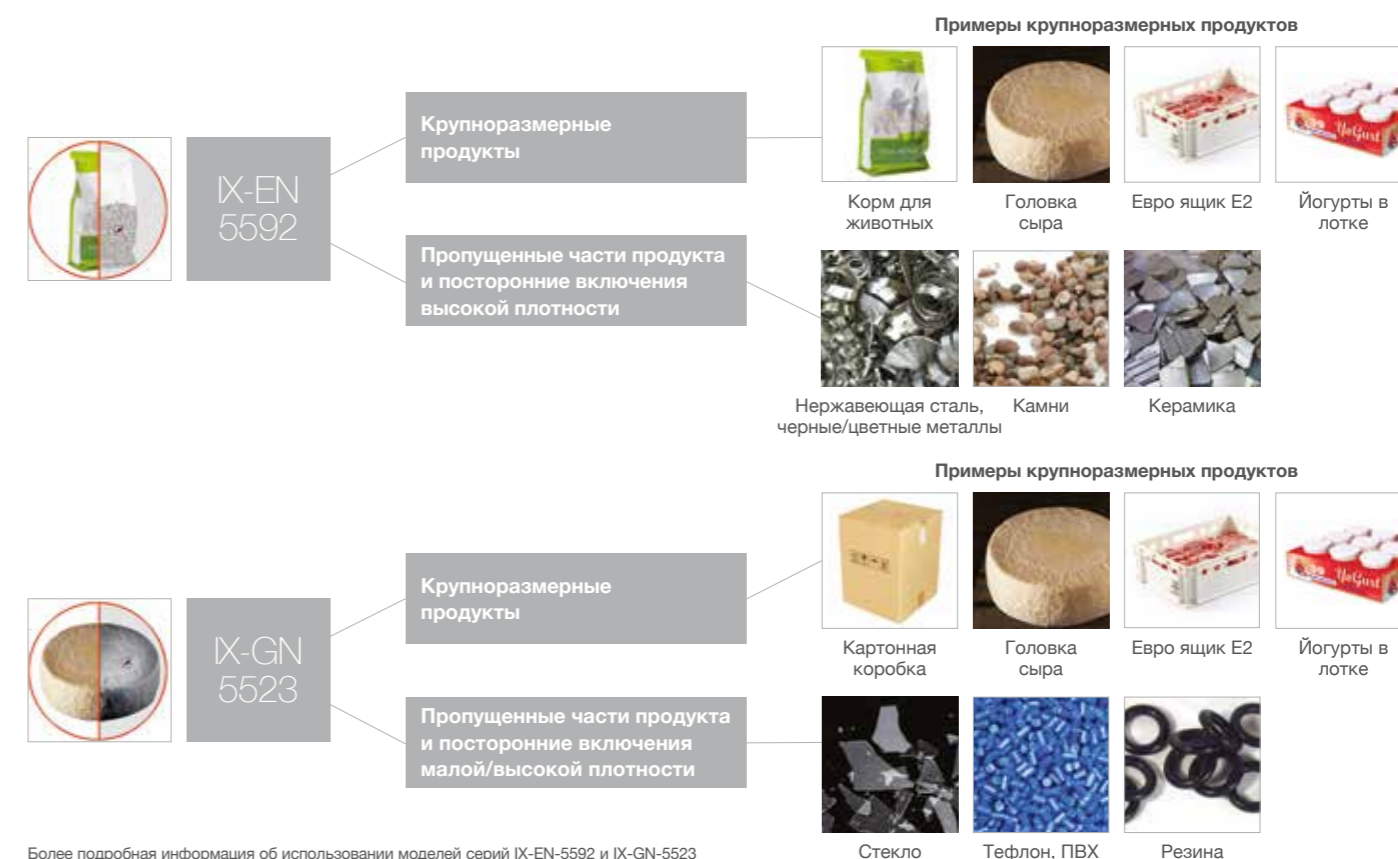 Примеры крупноразмерных продуктов
IX-EN
5592
Крупноразмерные
продукты
Корм для
животных
Головка
сыра
Евро ящик E2
YoGurt
Йогурты в
лотке
Пропущенные части продукта
и посторонние включения
высокой плотности
Нержавеющая сталь,
черные/цветные металлы
Камни
Керамика
Примеры крупноразмерных продуктов
IX-GN
5523
Крупноразмерные
продукты
Картонная
коробка
Головка
сыра
Евро ящик E2
YoGurt
Йогурты в
лотке
Пропущенные части продукта
и посторонние включения
малой/высокой плотности
Стекло
Тефлон, ПВХ
Резина
Более подробная информация об использовании моделей серий IX-EN-5592 и IX-GN-5523